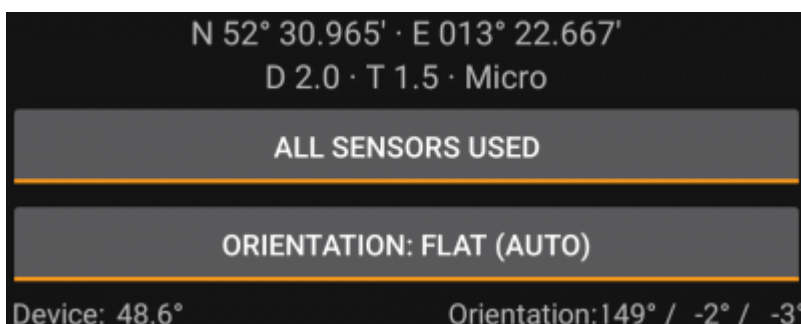 N 52° 30.965' · E 013° 22.667'
D 2.0 · T 1.5 · Micro
ALL SENSORS USED
ORIENTATION: FLAT (AUTO)
Device: 48.6° Orientation:149° / -2° / -3°